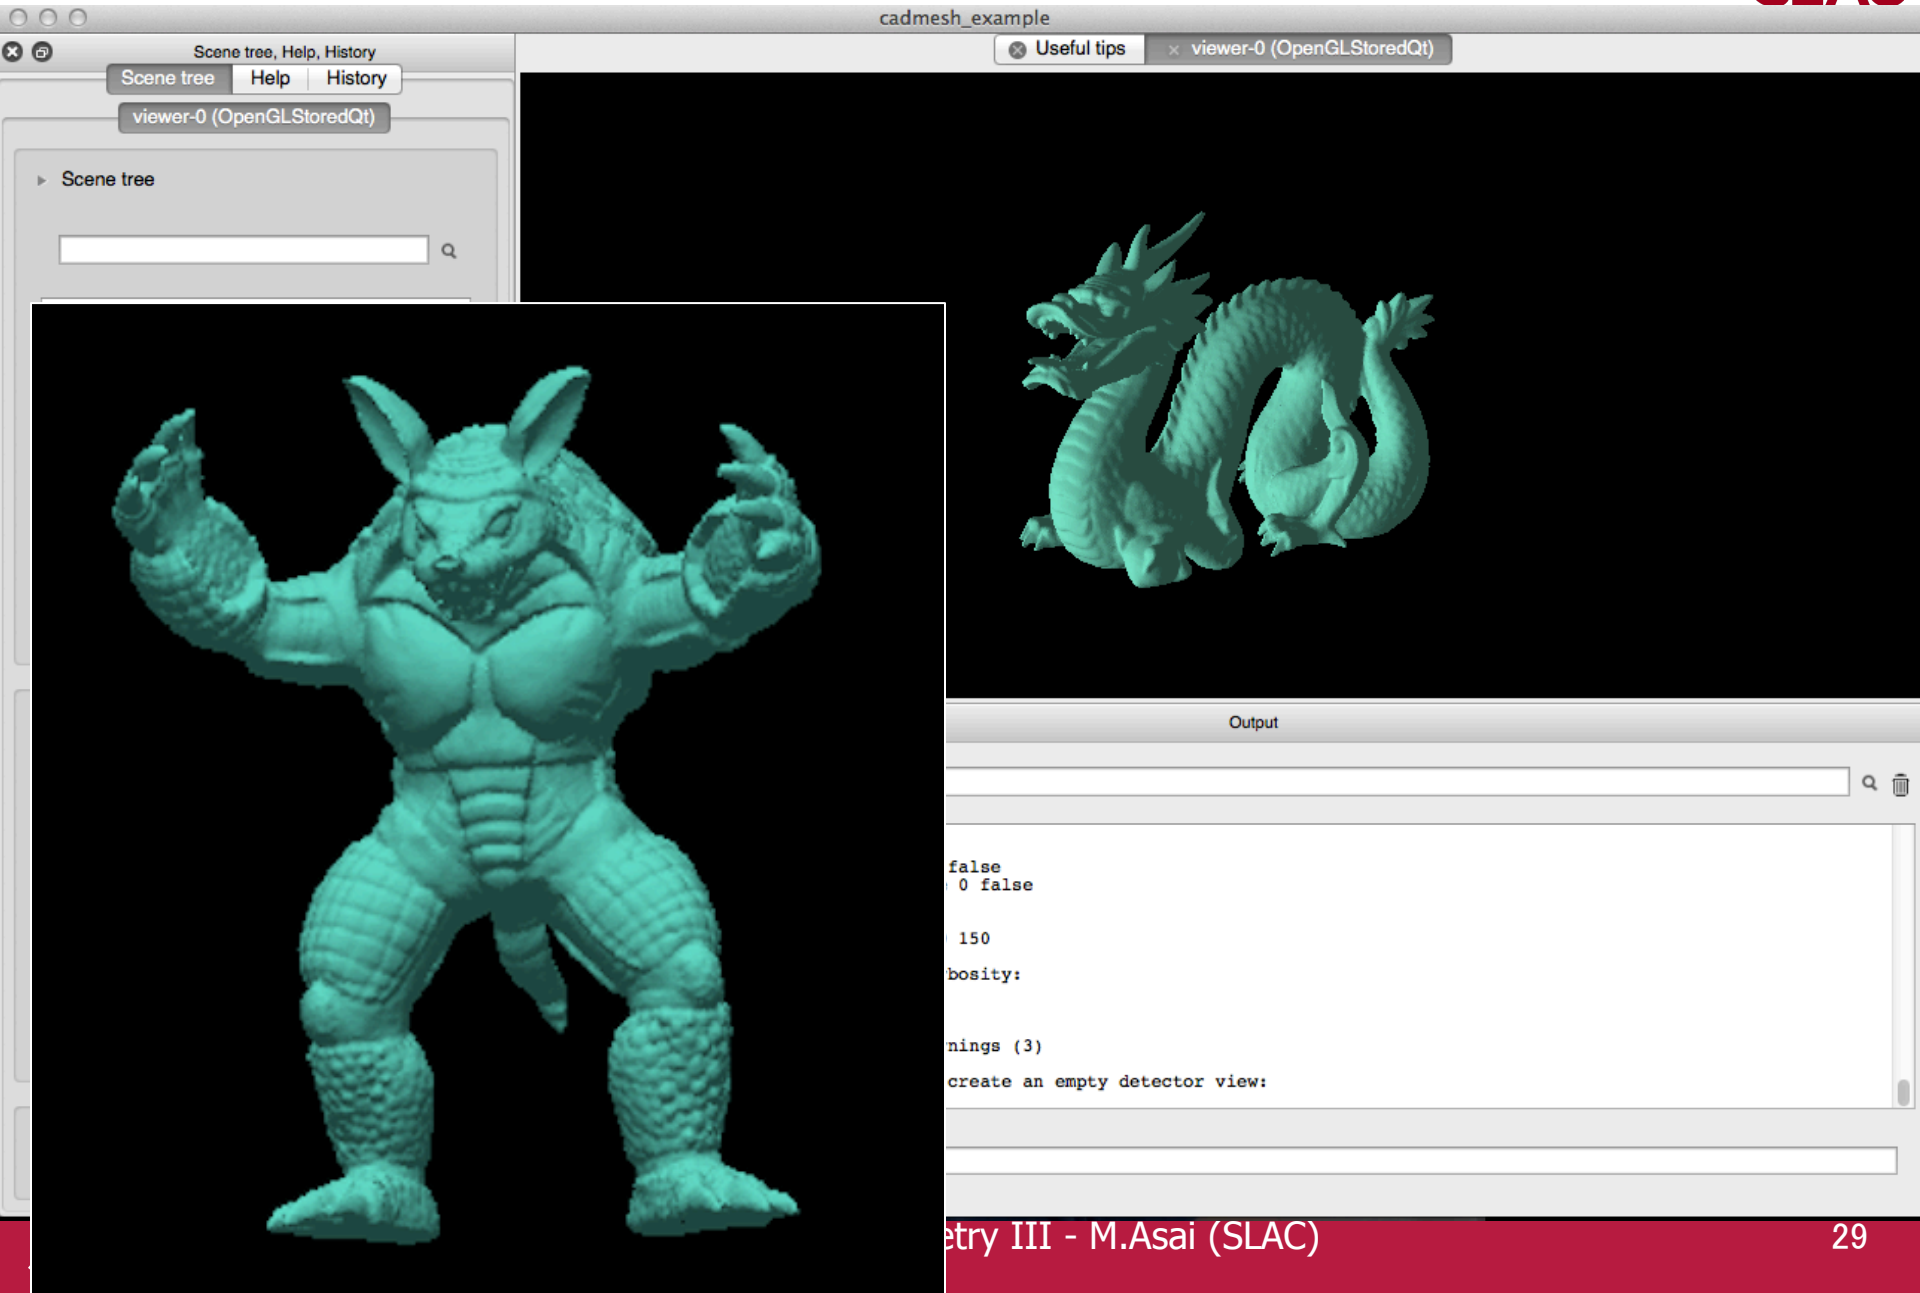 cadmesh_example
Scene tree, Help, History
Useful tips
viewer-0 (OpenGLStoredQt)
Scene tree
Help
History
viewer-0 (OpenGLStoredQt)
Scene tree
Output
false
0 false
150
bosity:
nings (3)
create an empty detector view:
etry III - M.Asai (SLAC)
29